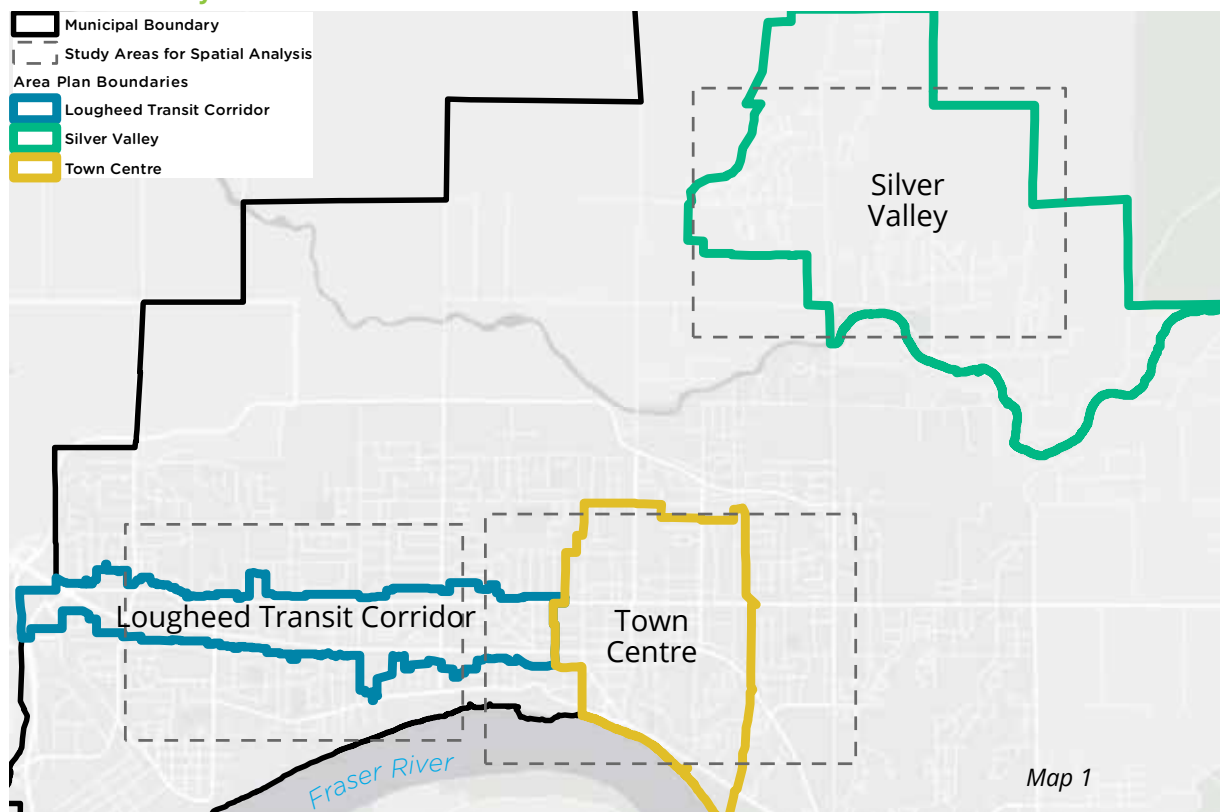 Municipal Boundary
Study Areas for Spatial Analysis
Area Plan Boundaries
Lougheed Transit Corridor
Silver Valley
Town Centre
Silver
Valley
Lougheed Transit Corridor
Town
Centre
Fraser River
Map 1